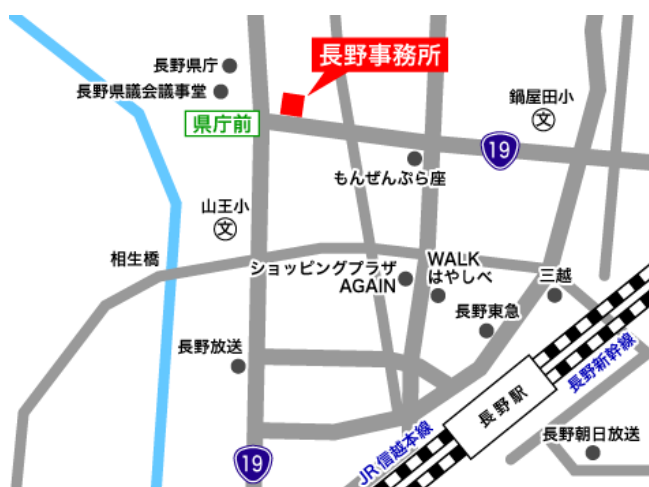 長野事務所
長野県庁
長野県議会議事堂
県庁前
鍋屋田小
文
19
もんぜんぷら座
山王小
文
相生橋
ショッピングプラザ
AGAIN
WALK
はやしべ
三越
長野東急
長野放送
長野新幹線
長野駅
JR信越本線
長野朝日放送
19